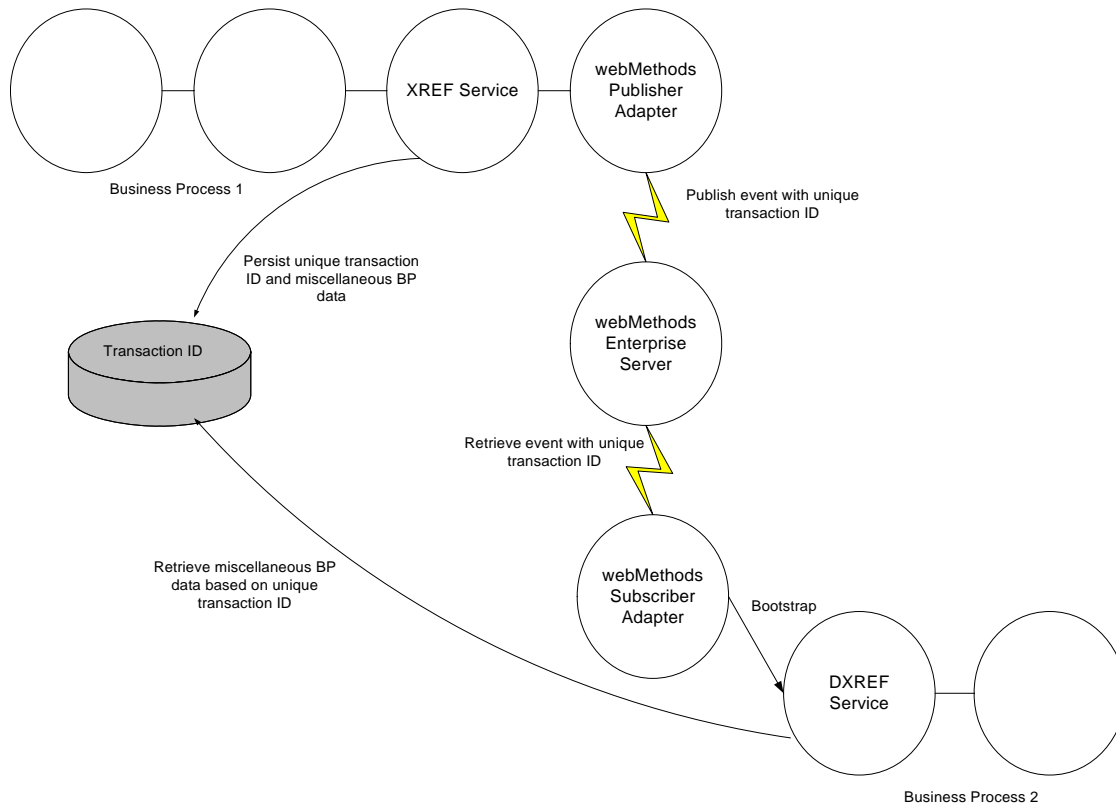 XREF Service
webMethods
Publisher
Adapter
Business Process 1
Publish event with unique
transaction ID
Persist unique transaction
ID and miscellaneous BP
data
webMethods
Enterprise
Server
Transaction ID
Retrieve event with unique
transaction ID
Retrieve miscellaneous BP
data based on unique
transaction ID
webMethods
Subscriber
Adapter
Bootstrap
DXREF
Service
Business Process 2